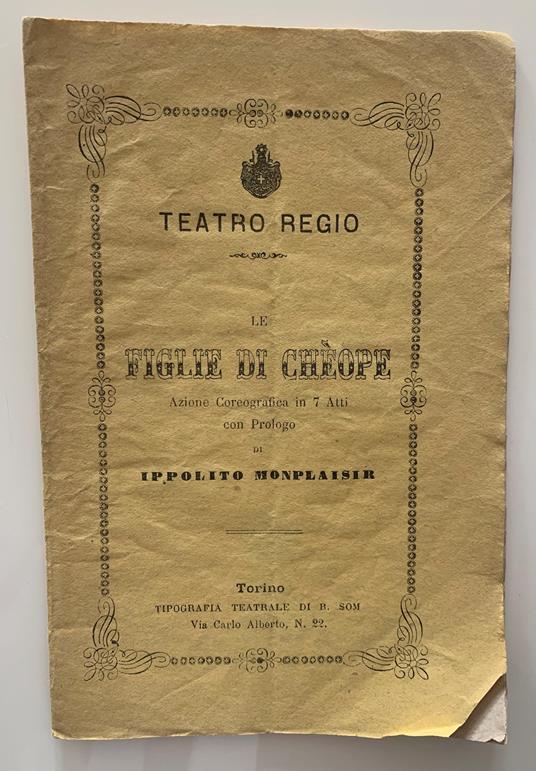 TEATRO REGIO
LE
FIGLIE DI CHÈOPE
Azione Coreografica in 7 Atti
con Prologo
DI
IPPOLITO MONPLAISIR
Torino
TIPOGRAFIA TEATRALE DI B. SOM
Via Carlo Alberto, N. 22.